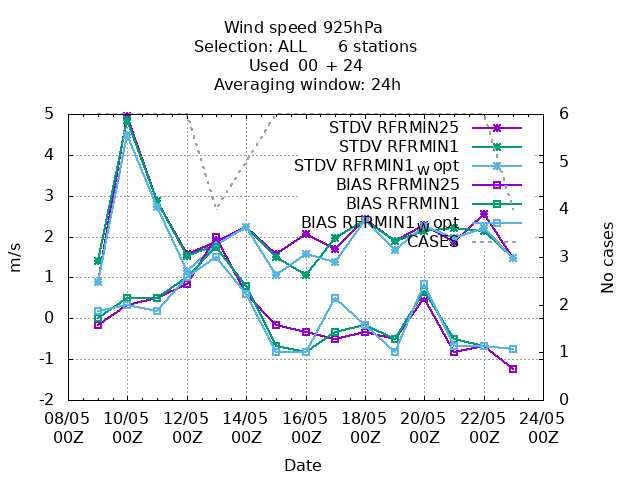 Wind speed 925hPa
Selection: ALL 6 stations
Used 00 + 24
Averaging window: 24h
5
4
3
2
1
0
-1
-2
m/s
6
5
4
3
2
1
0
No cases
STDV RFRMIN25
STDV RFRMIN1
STDV RFRMIN1W opt
BIAS RFRMIN25
BIAS RFRMIN1
BIAS RFRMIN1W opt
CASES
08/05 10/05 12/05 14/05 16/05 18/05 20/05 22/05 24/05
00Z 00Z 00Z 00Z 00Z 00Z 00Z 00Z 00Z
Date